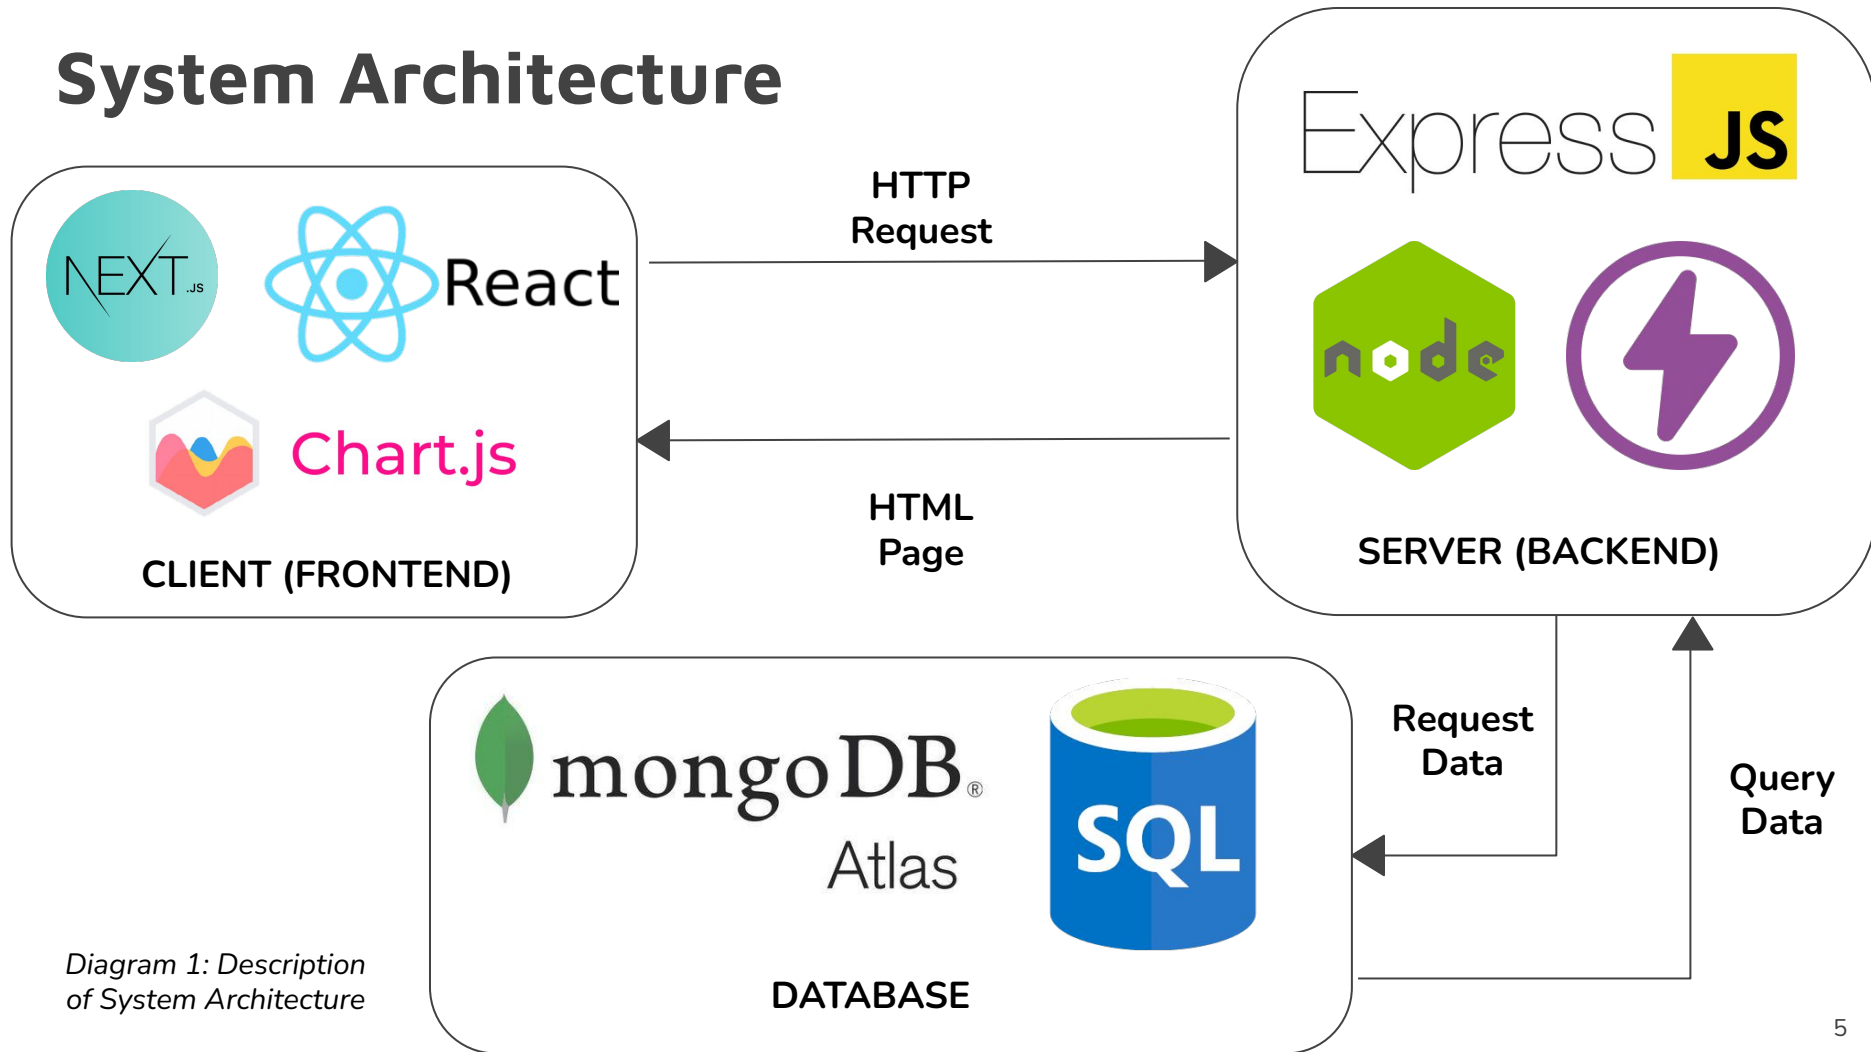 System Architecture
Express JS
HTTP
Request
NEXT.JS
React
node
Chart.js
HTML
Page
SERVER (BACKEND)
CLIENT (FRONTEND)
mongoDB®
Atlas
SQL
Request
Data
Query
Data
Diagram 1: Description
of System Architecture
DATABASE
5